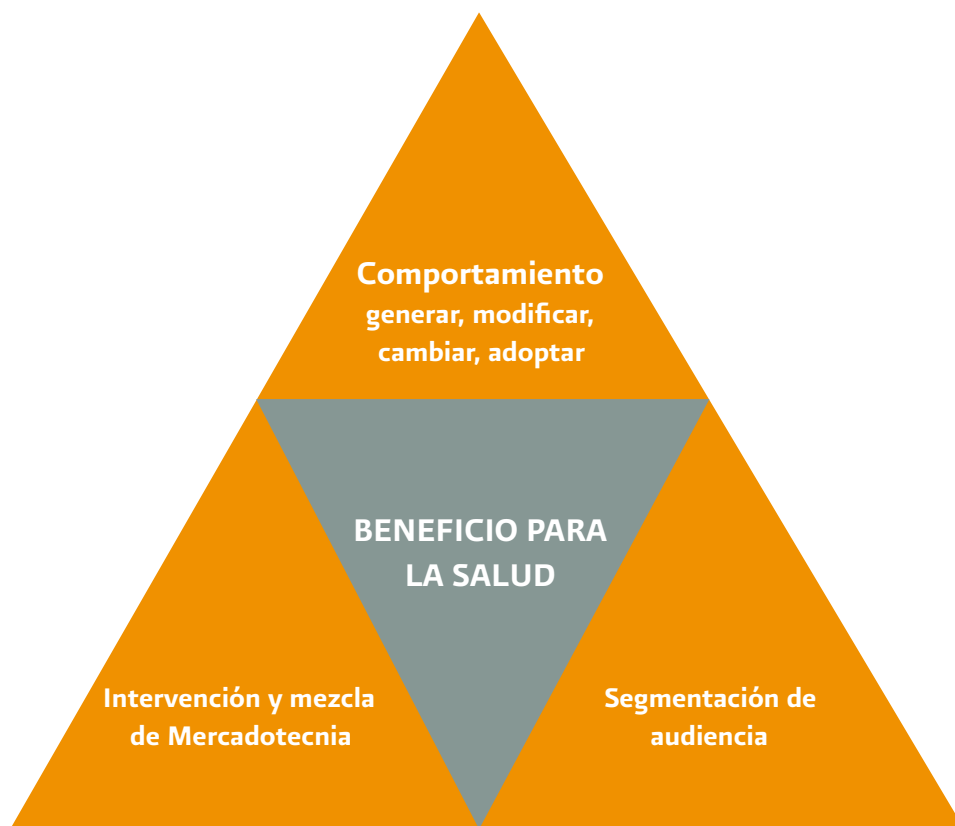 Comportamiento
generar, modificar,
cambiar, adoptar
BENEFICIO PARA
LA SALUD
Intervención y mezcla
de Mercadotecnia
Segmentación de
audiencia